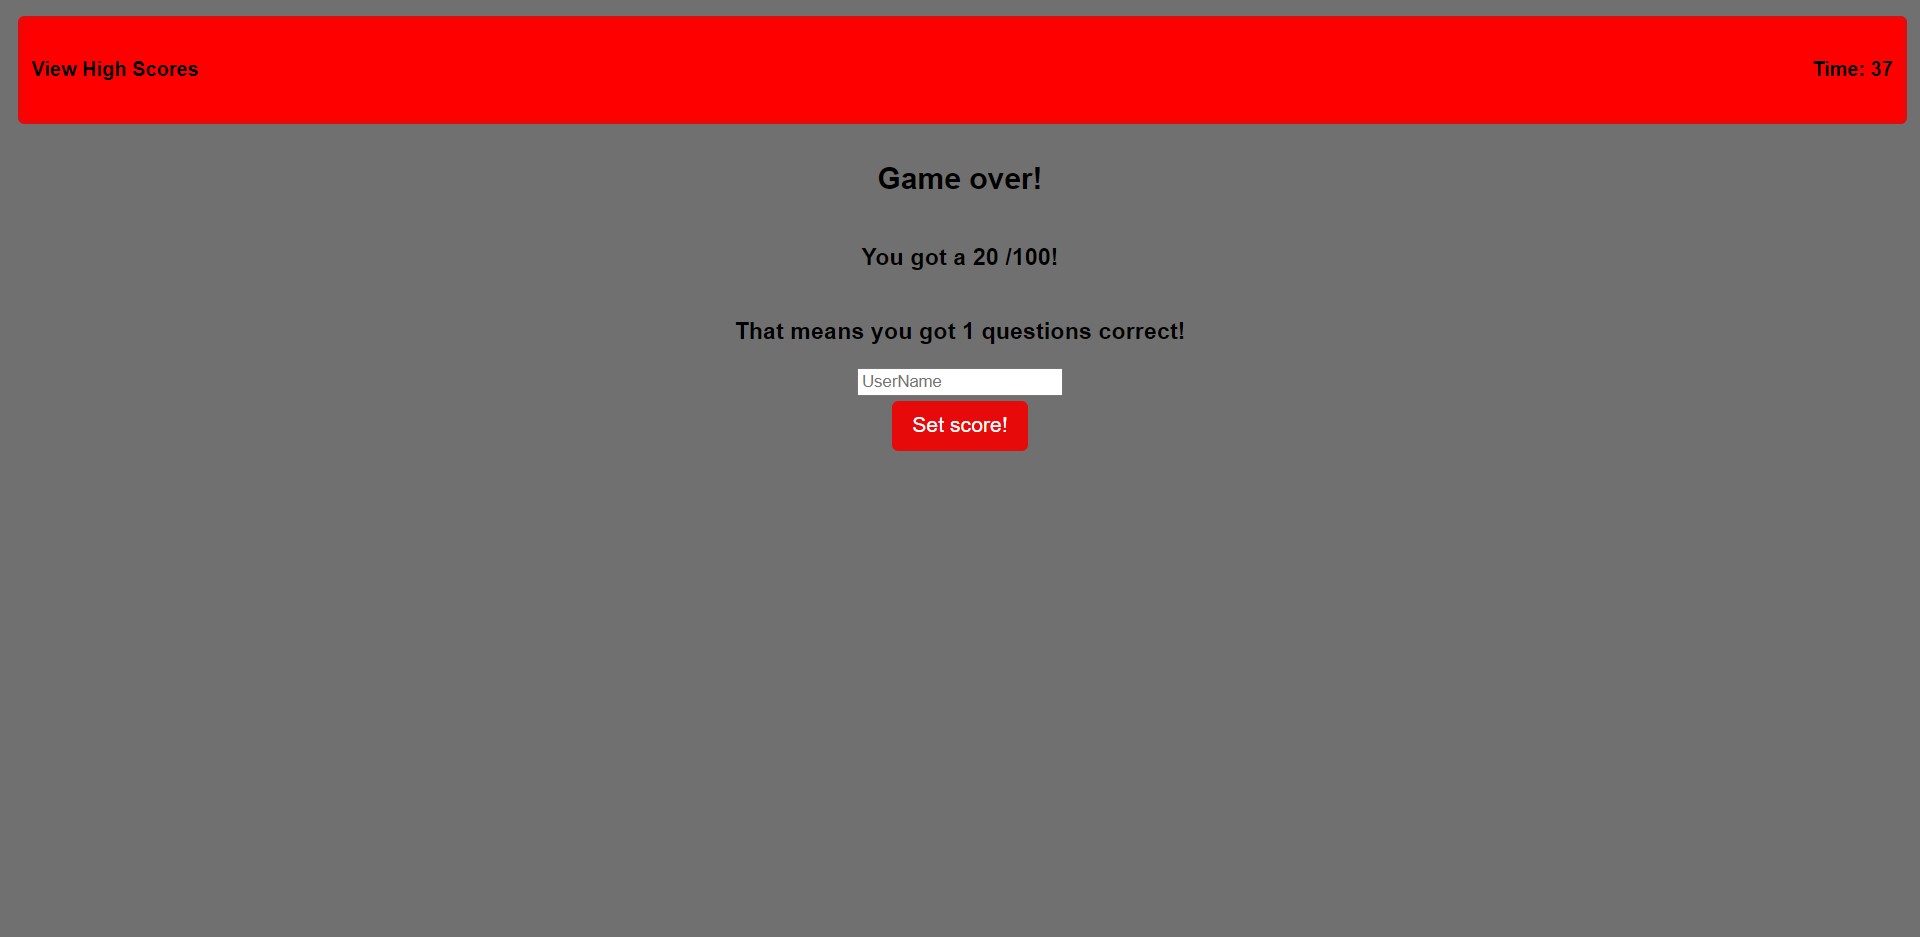 View High Scores
Time: 37
Game over!
You got a 20 /100!
That means you got 1 questions correct!
UserName
Set score!